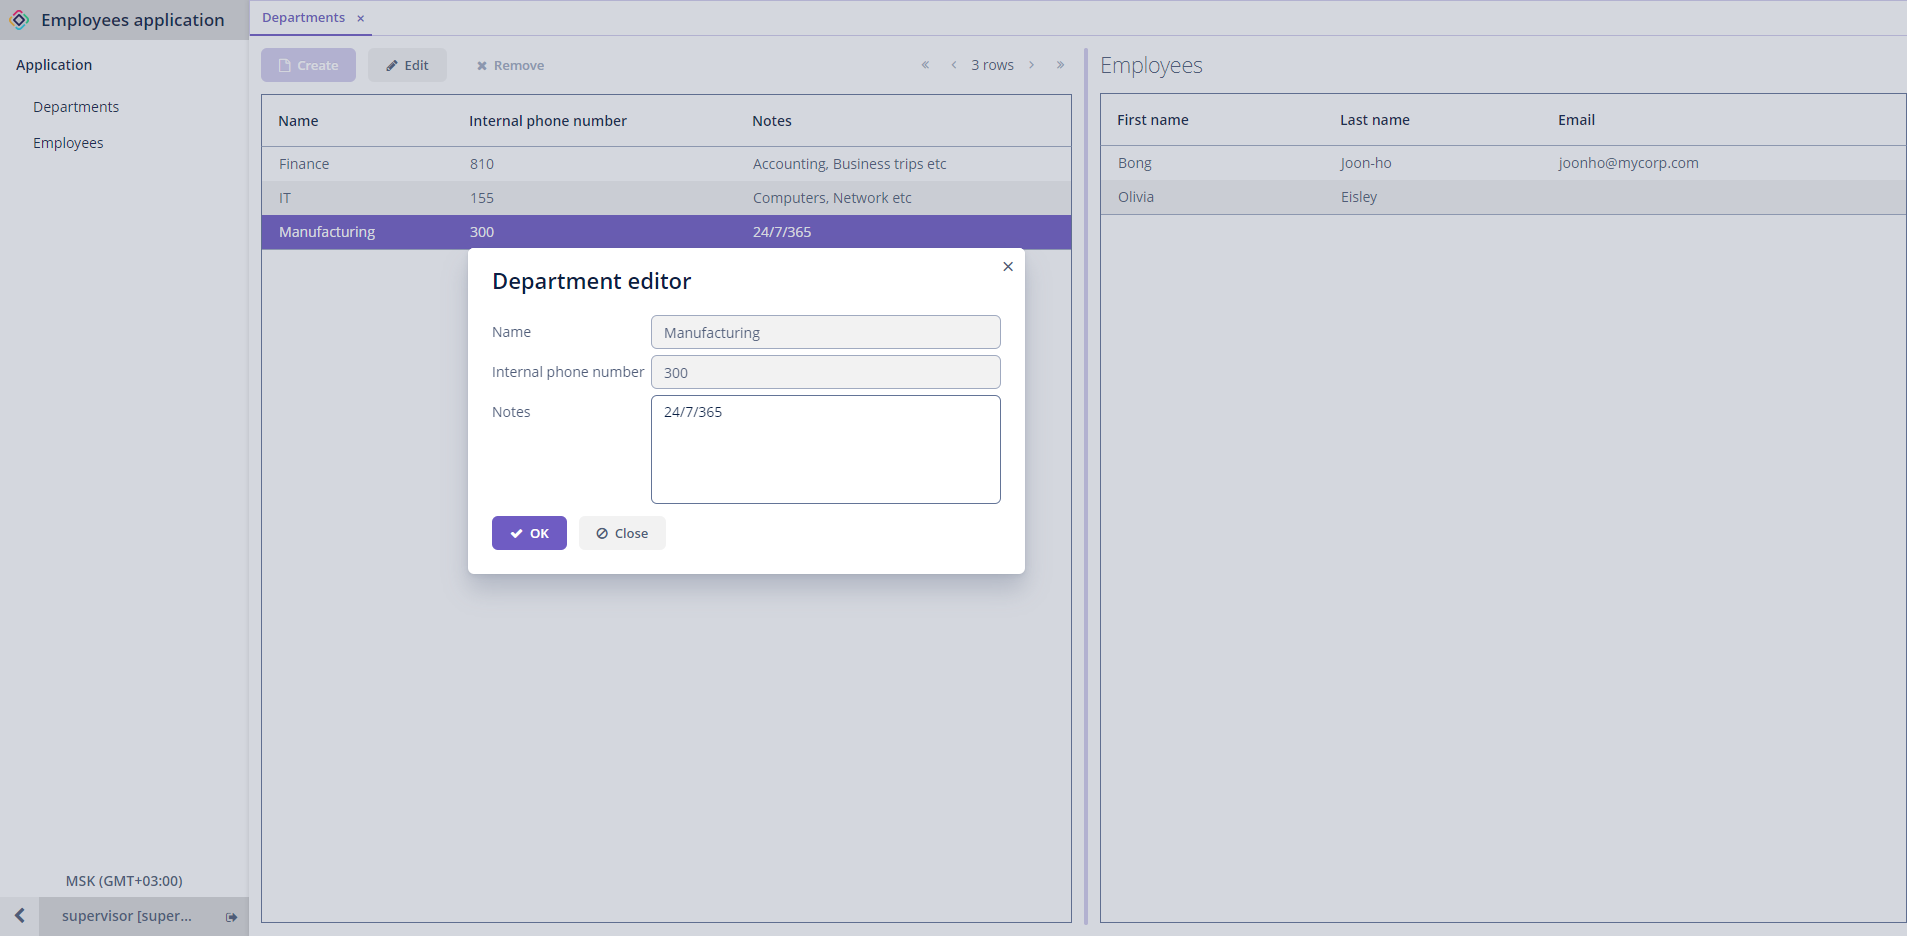 Employees application
Application
Departments
Employees
MSK (GMT+03:00)
supervisor [super...
Departments ×
Create Edit Remove « ‹ 3 rows › »
Name Internal phone number Notes
Finance 810 Accounting, Business trips etc
IT 155 Computers, Network etc
Manufacturing 300 24/7/365
Employees
First name Last name Email
Bong Joon-ho joonho@mycorp.com
Olivia Eisley
Department editor
Name Manufacturing
Internal phone number 300
Notes 24/7/365
OK Close